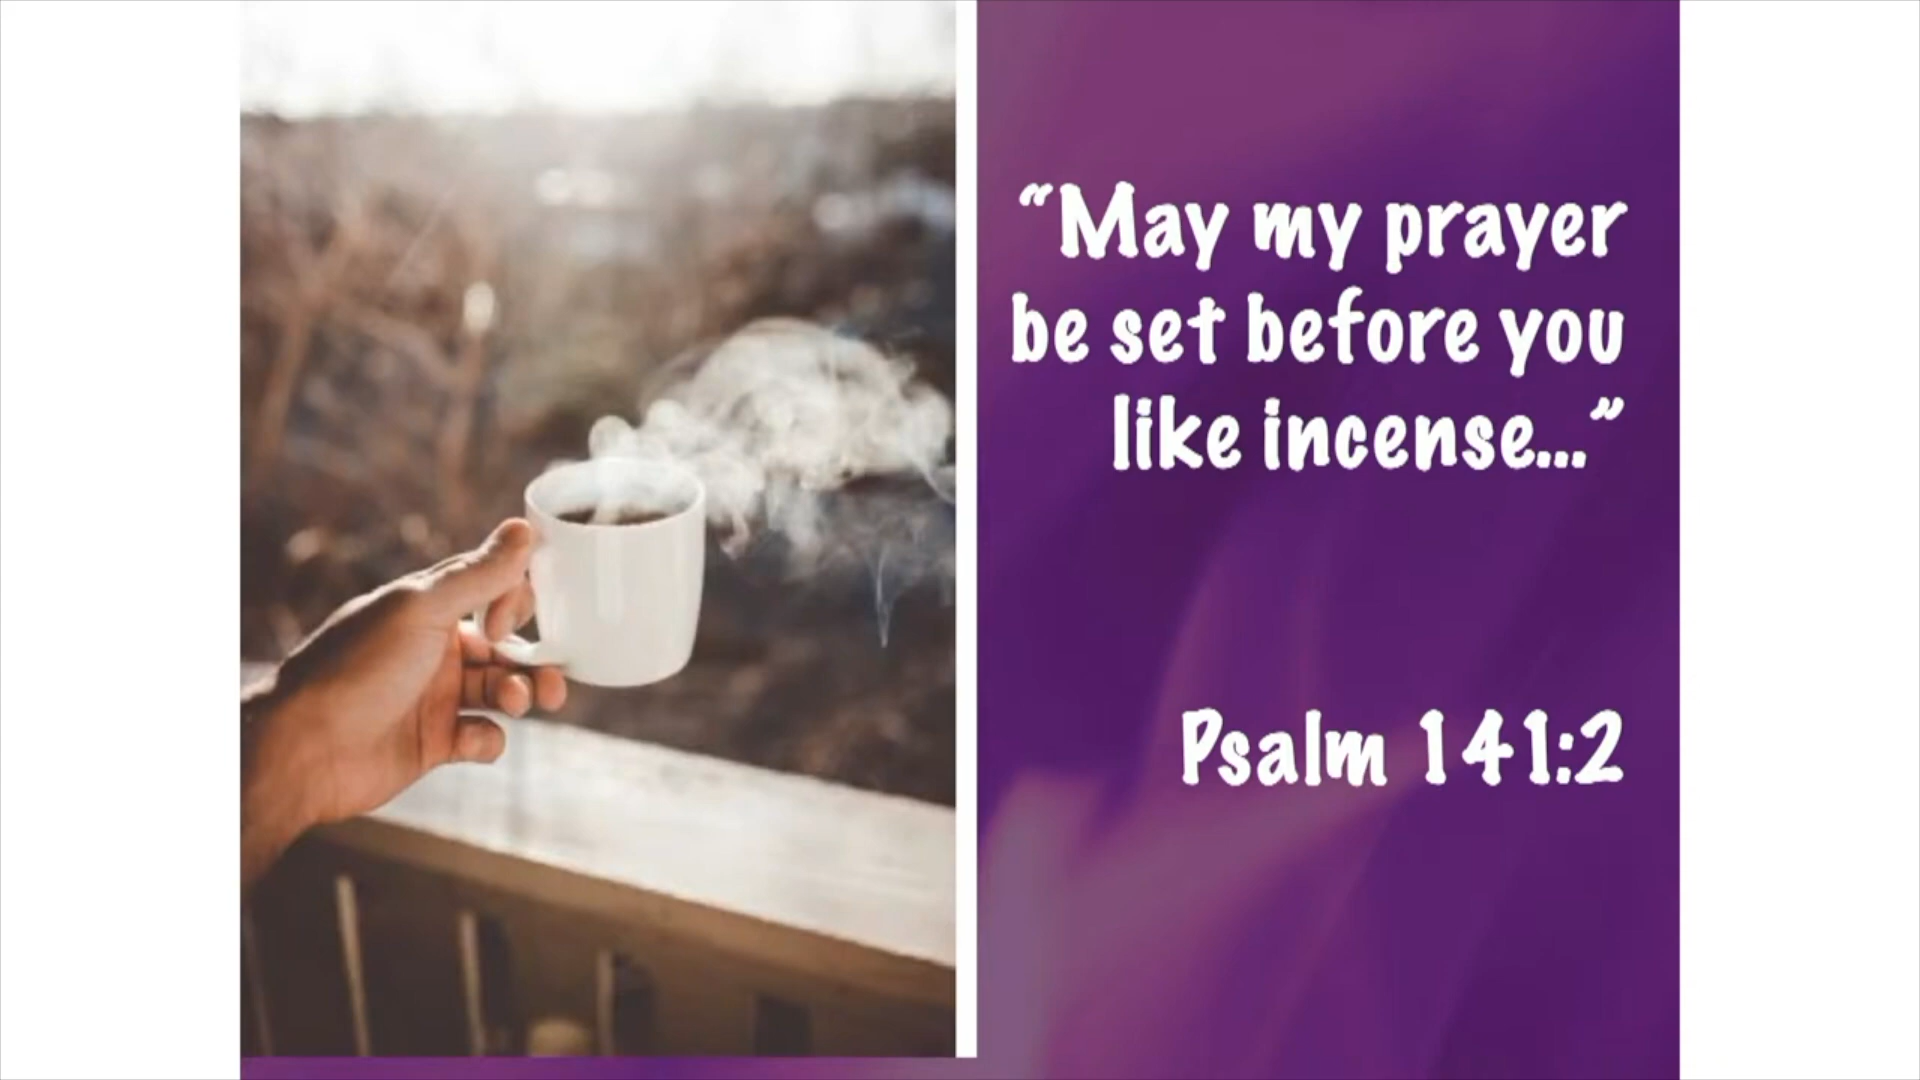 “May my prayer
be set before you
like incense...”
Psalm 141:2